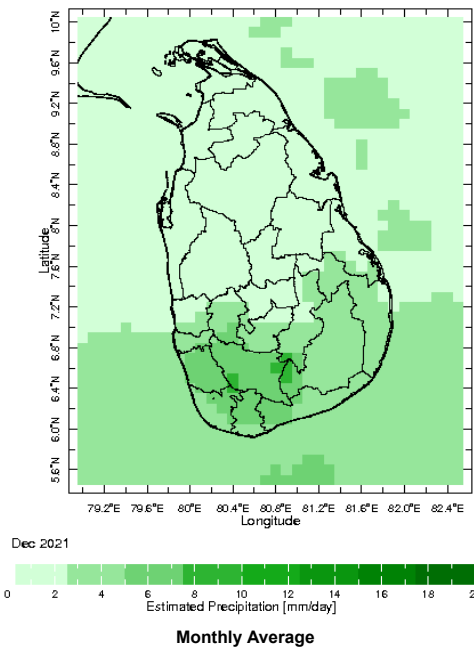 10°N
9.6°N
9.2°N
8.8°N
8.4°N
8°N
7.6°N
7.2°N
6.8°N
6.4°N
6.0°N
5.6°N
Latitude
79.2°E 79.6°E 80°E 80.4°E 80.8°E 81.2°E 81.6°E 82.0°E 82.4°E
Longitude
Dec 2021
0 2 4 6 8 10 12 14 16 18 2
Estimated Precipitation [mm/day]
Monthly Average